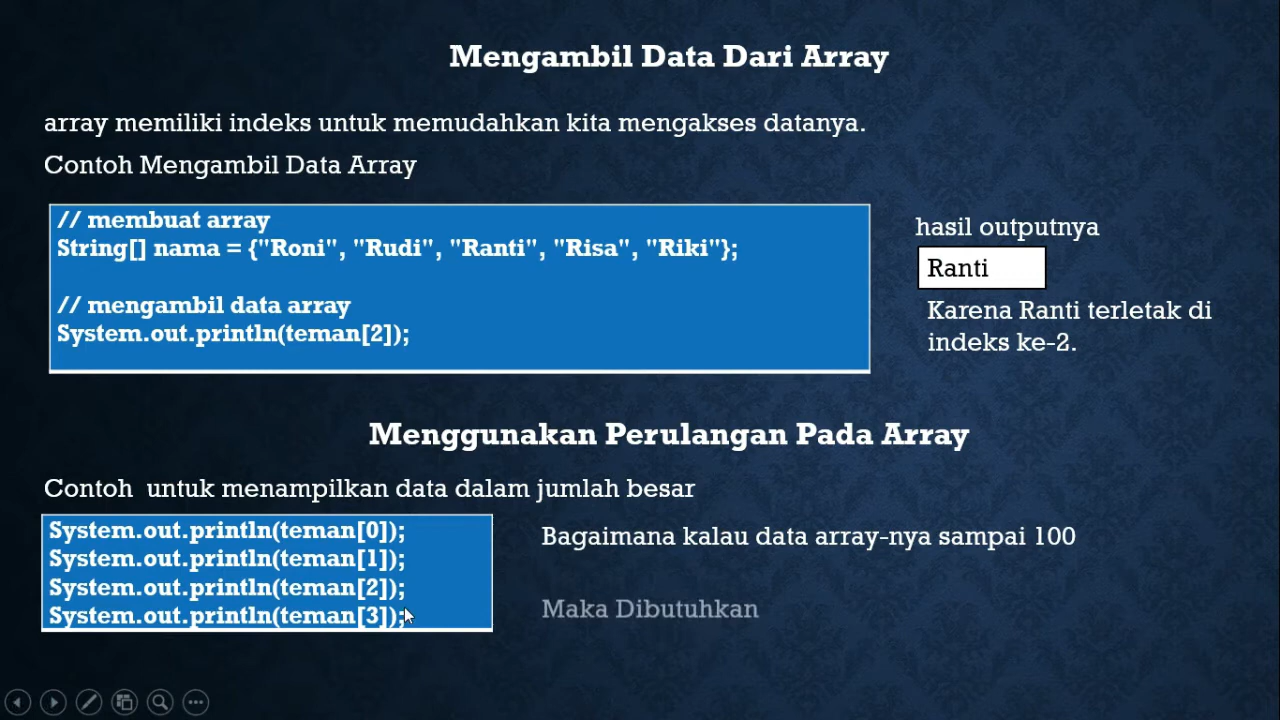 Mengambil Data Dari Array
array memiliki indeks untuk memudahkan kita mengakses datanya.
Contoh Mengambil Data Array
// membuat array
String[] nama = {"Roni", "Rudi", "Ranti", "Risa", "Riki"};
// mengambil data array
System.out.println(teman[2]);
hasil outputnya
Ranti
Karena Ranti terletak di
indeks ke-2.
Menggunakan Perulangan Pada Array
Contoh  untuk menampilkan data dalam jumlah besar
System.out.println(teman[0]);
System.out.println(teman[1]);
System.out.println(teman[2]);
System.out.println(teman[3]);
Bagaimana kalau data array-nya sampai 100
Maka Dibutuhkan